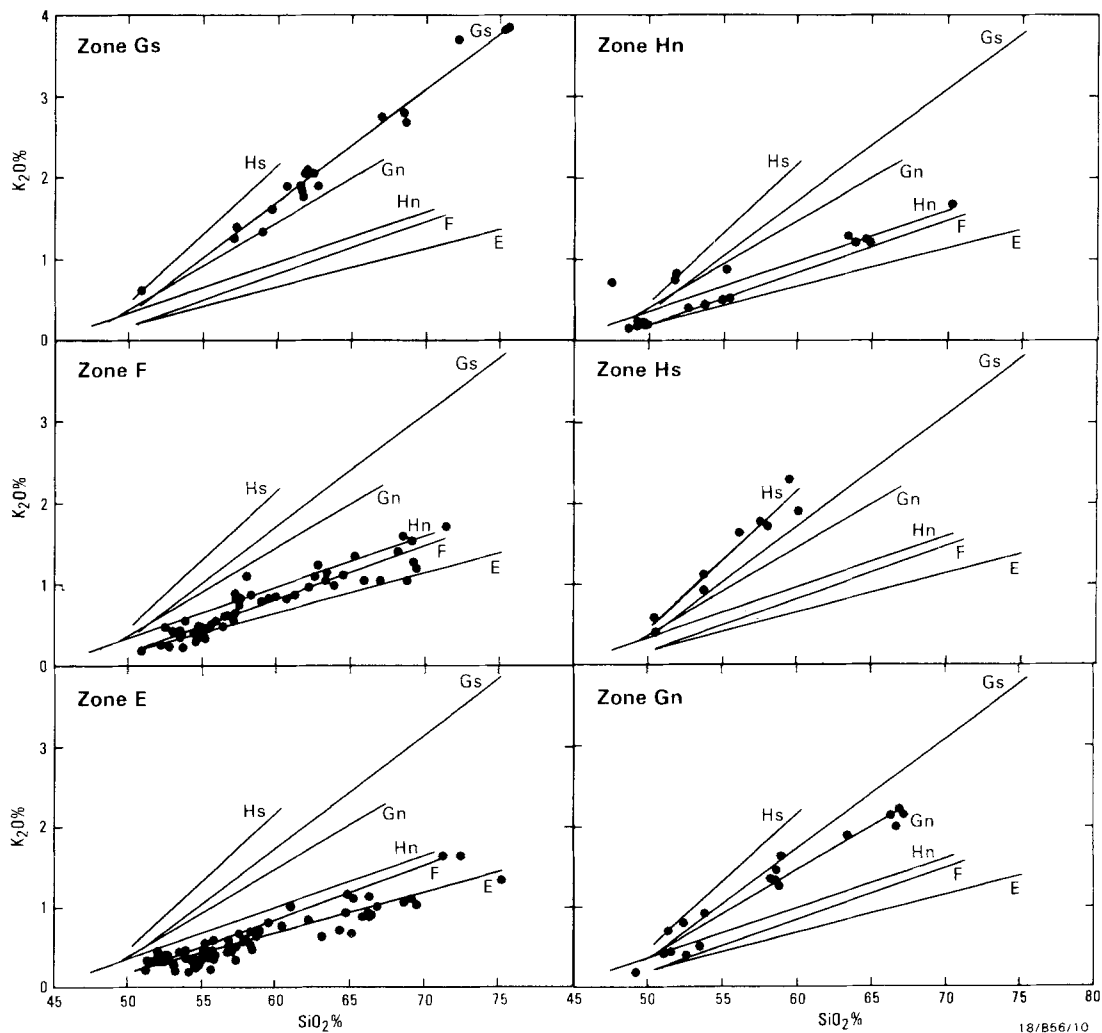 Zone Gs
Gs
Hs
Gn
Hn
F
E
K₂O%
4
3
2
1
0
Zone Hn
Gs
Hs
Gn
Hn
F
E
Zone F
Gs
Hs
Gn
Hn
F
E
K₂O%
3
2
1
0
Zone Hs
Gs
Hs
Gn
Hn
F
E
Zone E
Gs
Hs
Gn
Hn
F
E
K₂O%
4
3
2
1
0
45 50 55 60 65 70 75
SiO₂%
Zone Gn
Gs
Hs
Gn
Hn
F
E
45 50 55 60 65 70 75 80
SiO₂%
18/B56/10